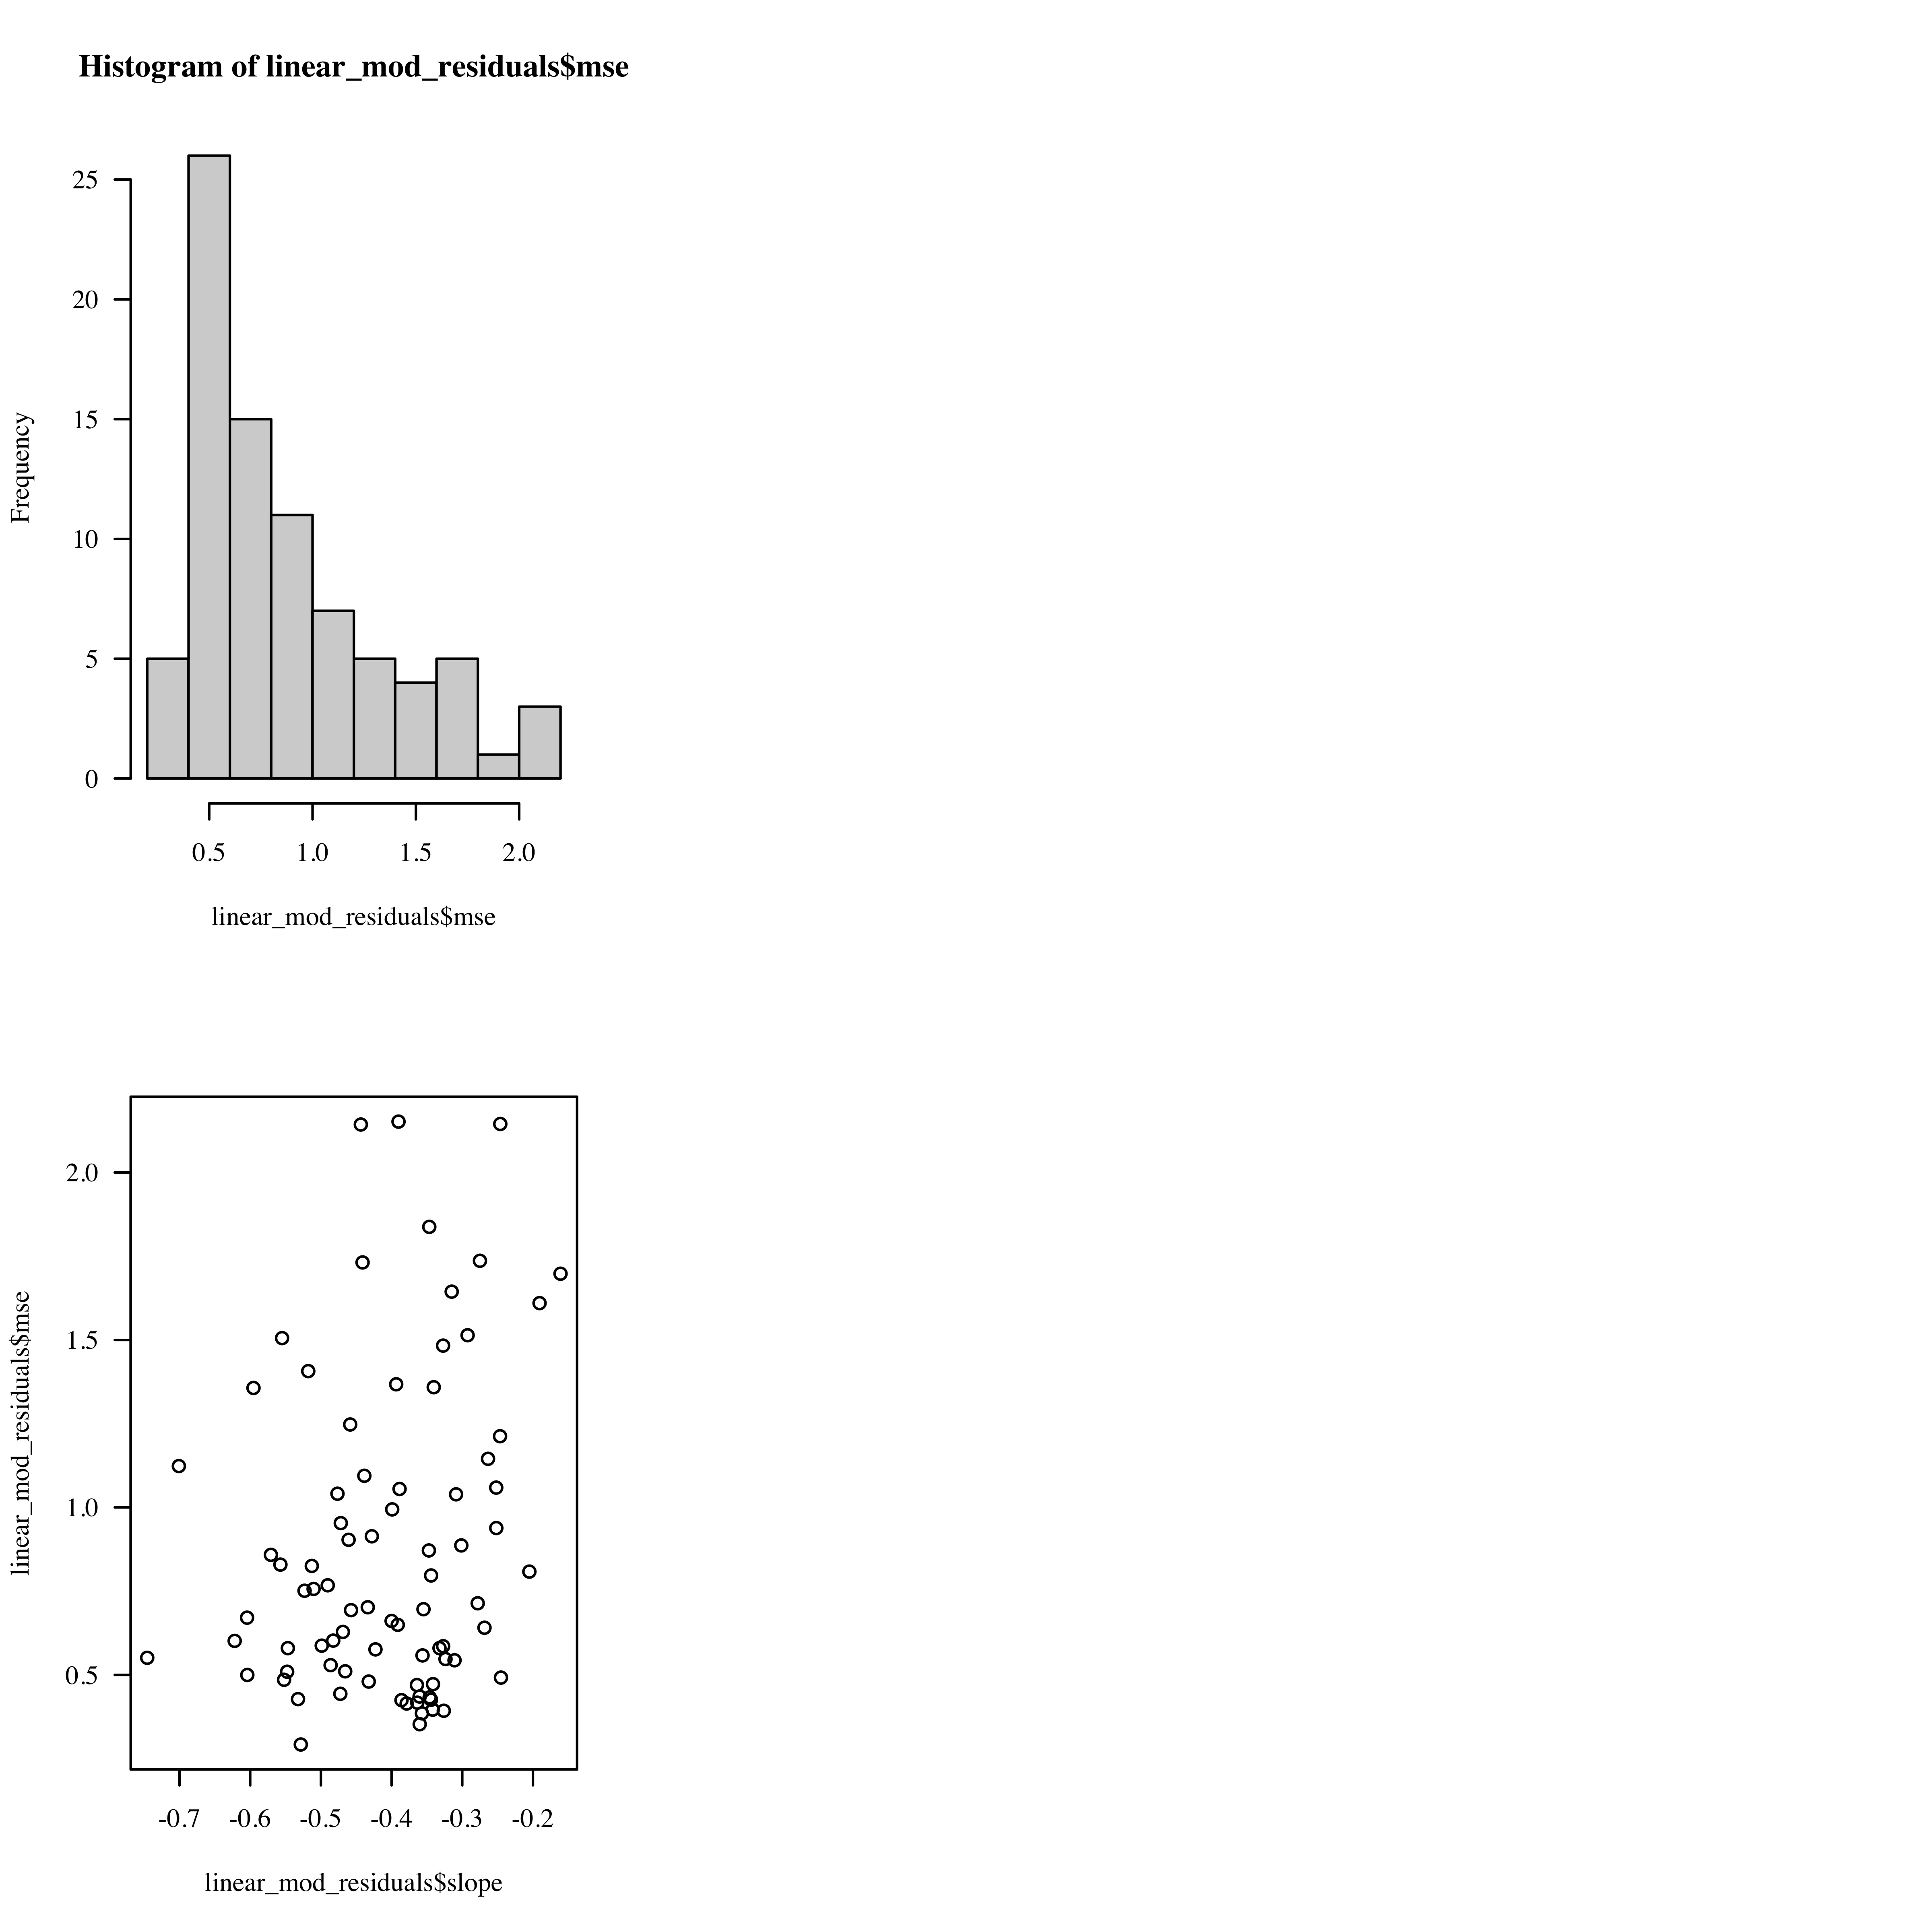 Histogram of linear_mod_residuals$mse
Frequency
25
20
15
10
5
0
0.5 1.0 1.5 2.0
linear_mod_residuals$mse
linear_mod_residuals$mse
2.0
1.5
1.0
0.5
-0.7 -0.6 -0.5 -0.4 -0.3 -0.2
linear_mod_residuals$slope